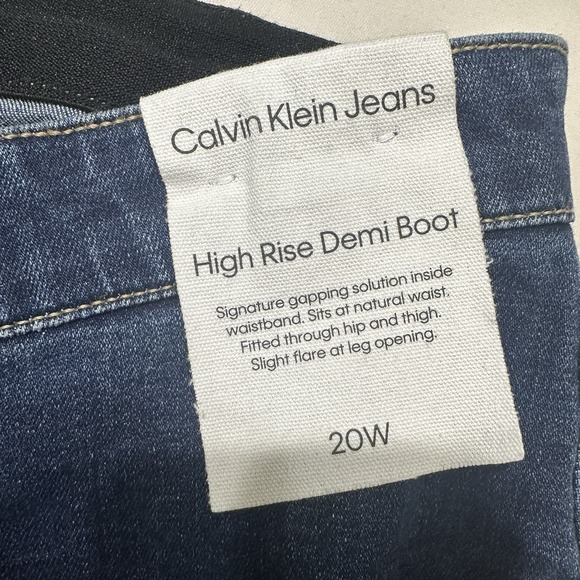 Calvin Klein Jeans
High Rise Demi Boot
Signature gapping solution inside
waistband. Sits at natural waist.
Fitted through hip and thigh.
Slight flare at leg opening.
20W